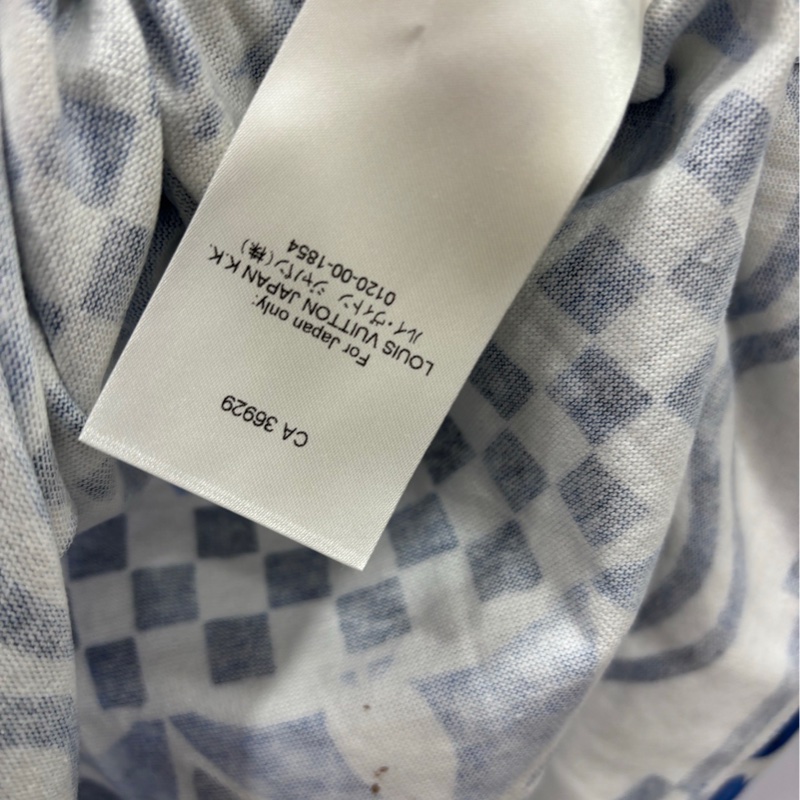 CA 36929
For Japan only:
LOUIS VUITTON JAPAN K.K.
ルイ・ヴィトン ジャパン(株)
0120-00-1854